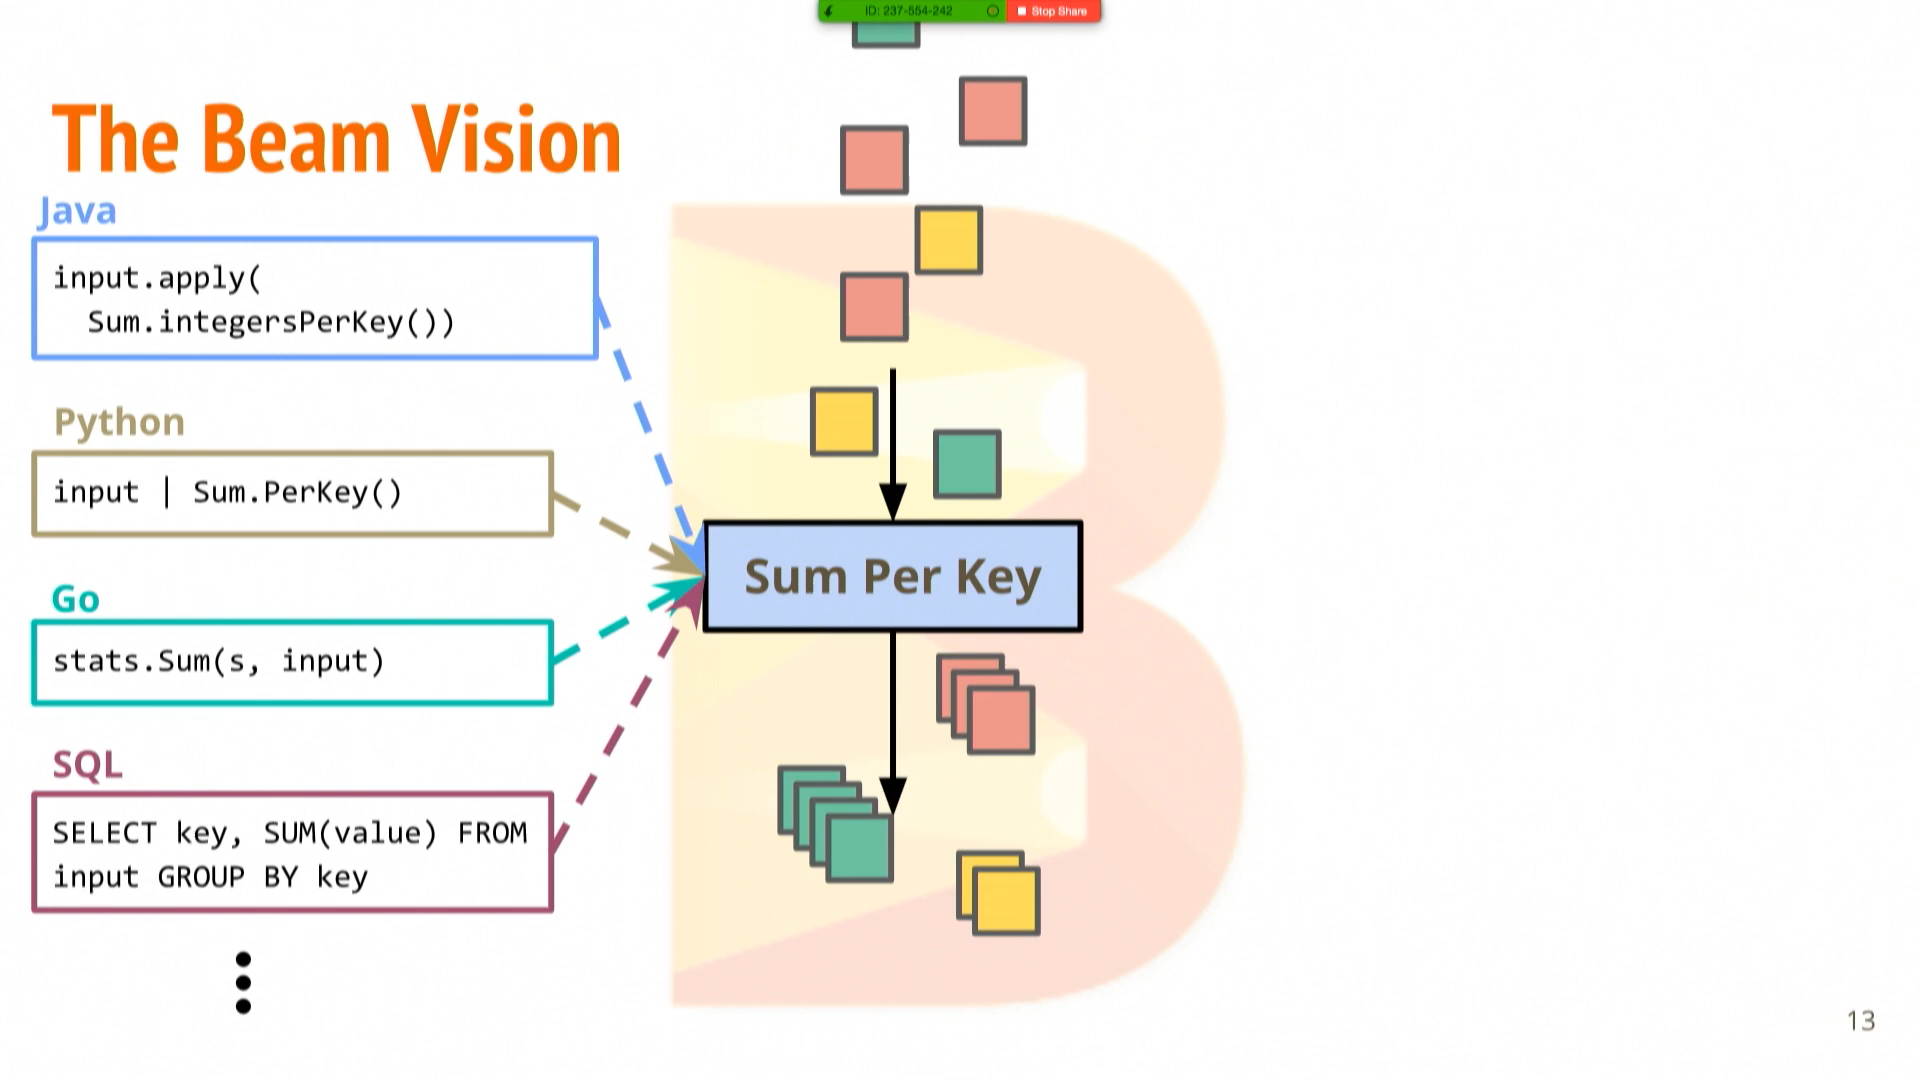 ID: 237-554-242
Stop Share
The Beam Vision
Java
input.apply(
Sum.integersPerKey())
Python
input | Sum.PerKey()
Go
stats.Sum(s, input)
SQL
SELECT key, SUM(value) FROM
input GROUP BY key
Sum Per Key
13